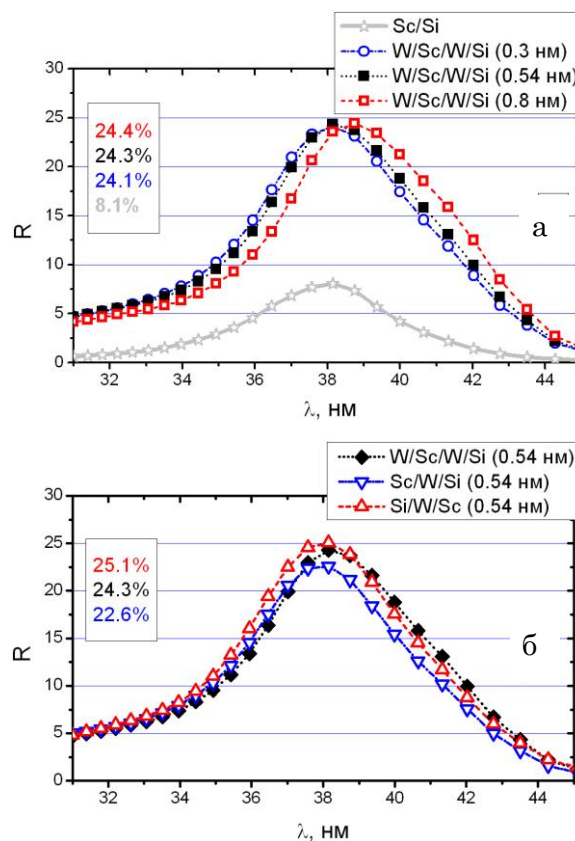 Sc/Si
W/Sc/W/Si (0.3 нм)
W/Sc/W/Si (0.54 нм)
W/Sc/W/Si (0.8 нм)
30
25
20
15
10
5
0
R
24.4%
24.3%
24.1%
8.1%
а
32 34 36 38 40 42 44
λ, нм
W/Sc/W/Si (0.54 нм)
Sc/W/Si (0.54 нм)
Si/W/Sc (0.54 нм)
30
25
20
15
10
5
0
R
25.1%
24.3%
22.6%
б
32 34 36 38 40 42 44
λ, нм